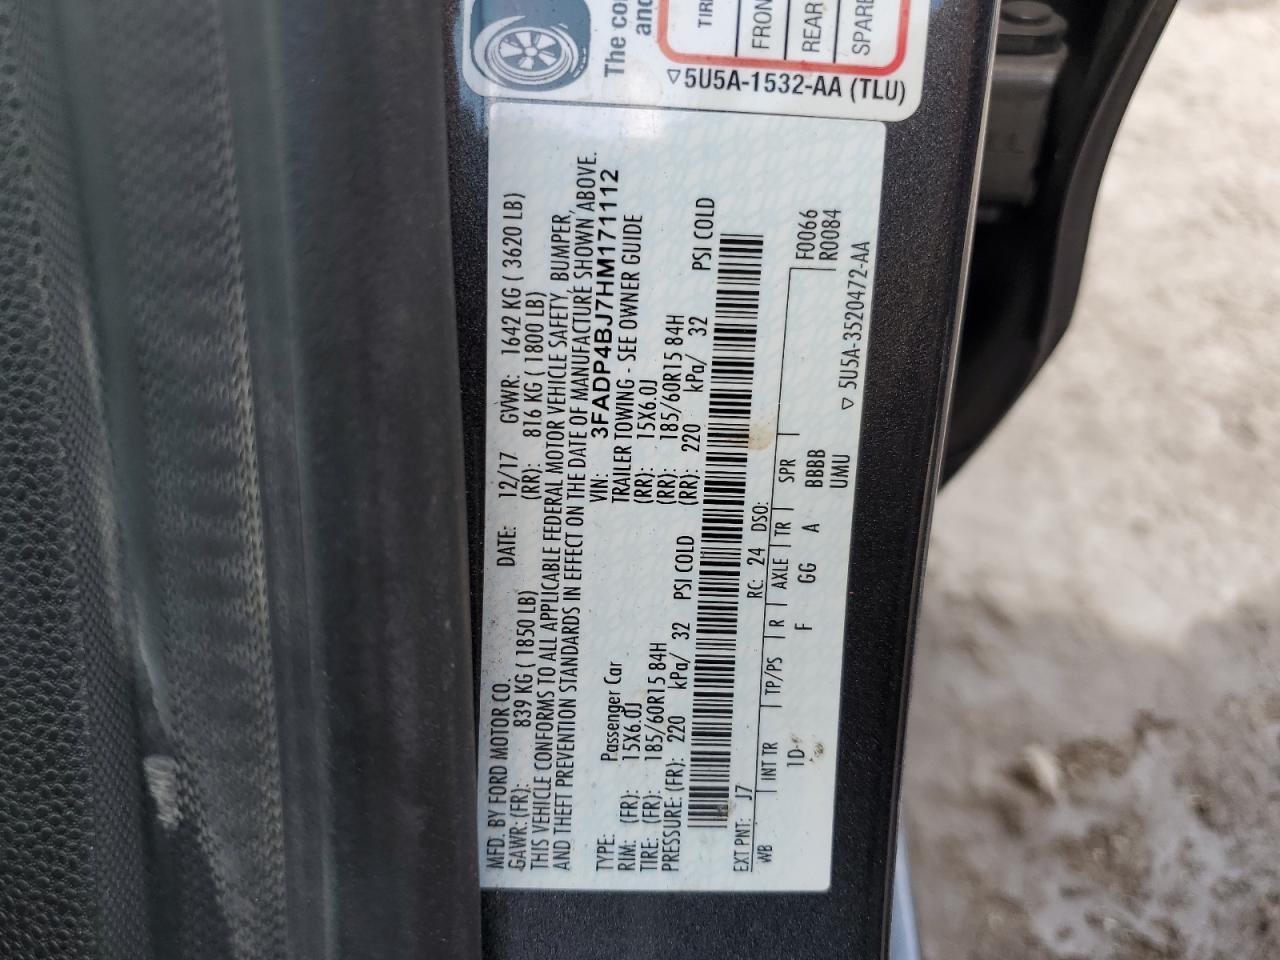 The
TIRE
FRON
REAR
SPARE
▽5U5A-1532-AA (TLU)
MFD. BY FORD MOTOR CO. DATE: 12/17 GVWR: 1642 KG ( 3620 LB)
GAWR: (FR): 839 KG ( 1850 LB) (RR): 816 KG ( 1800 LB)
THIS VEHICLE CONFORMS TO ALL APPLICABLE FEDERAL MOTOR VEHICLE SAFETY, BUMPER,
AND THEFT PREVENTION STANDARDS IN EFFECT ON THE DATE OF MANUFACTURE SHOWN ABOVE.
VIN: 3FADP4BJ7HM171112
TYPE: Passenger Car TRAILER TOWING - SEE OWNER GUIDE
RIM: (FR): 15X6.0J (RR): 15X6.0J
TIRE: (FR): 185/60R15 84H (RR): 185/60R15 84H
PRESSURE: (FR): 220 kPa/ 32 PSI COLD (RR): 220 kPa/ 32 PSI COLD
EXT PNT: J7 RC: 24 DSO:
WB INT TR TP/PS R AXLE TR SPR F0066
F GG A BBBB R0084
UMU
▽ 5U5A-3520472-AA